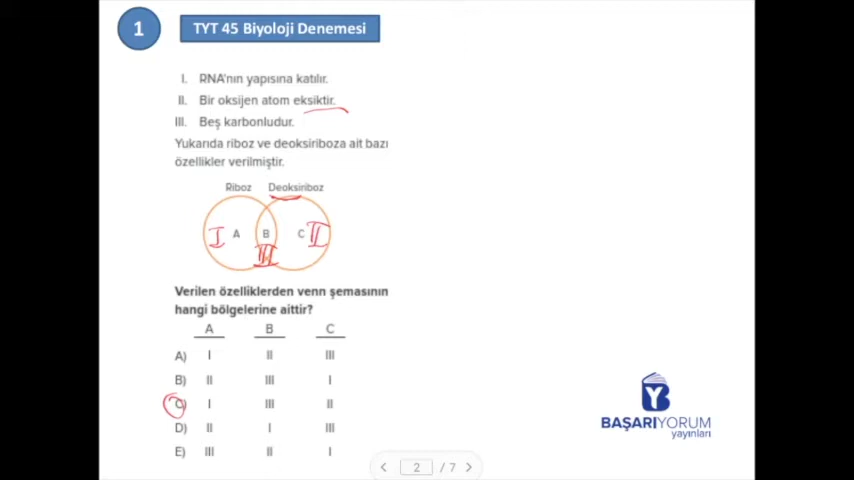 1
TYT 45 Biyoloji Denemesi
I. RNA'nın yapısına katılır.
II. Bir oksijen atom eksiktir.
III. Beş karbonludur.
Yukarıda riboz ve deoksiriboza ait bazı
özellikler verilmiştir.
Riboz Deoksiriboz
I A B C II
III
Verilen özelliklerden venn şemasının
hangi bölgelerine aittir?
A B C
A) I II III
B) II III I
C) I III II
D) II I III
E) III II I
BAŞARIYORUM
yayınları
2 / 7